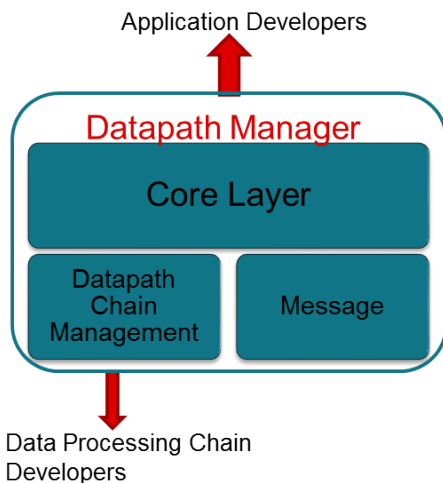 Application Developers
Datapath Manager
Core Layer
Datapath
Chain
Management
Message
Data Processing Chain
Developers